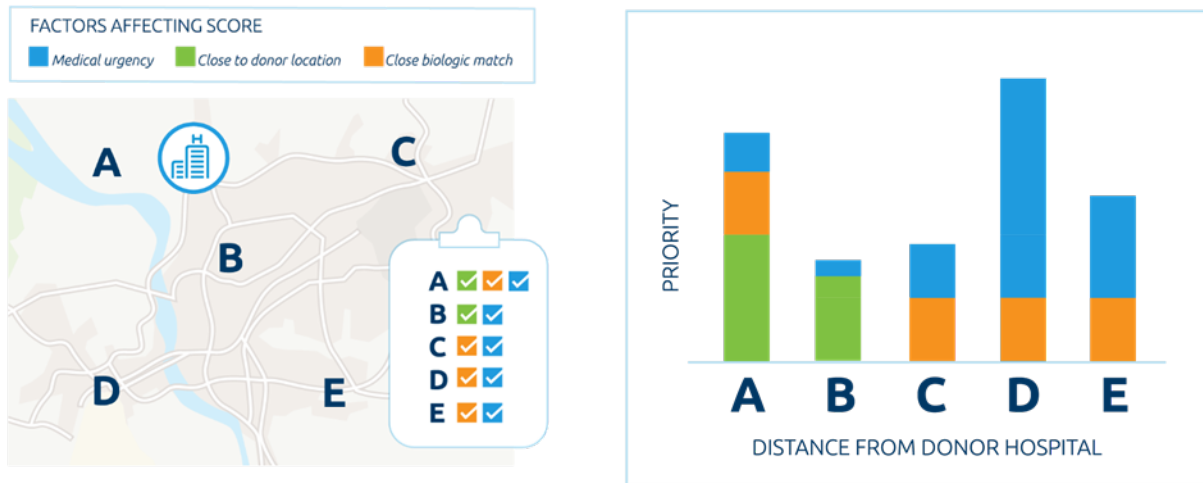 FACTORS AFFECTING SCORE
Medical urgency
Close to donor location
Close biologic match
H
A
C
B
D
E
A
B
C
D
E
PRIORITY
A B C D E
DISTANCE FROM DONOR HOSPITAL